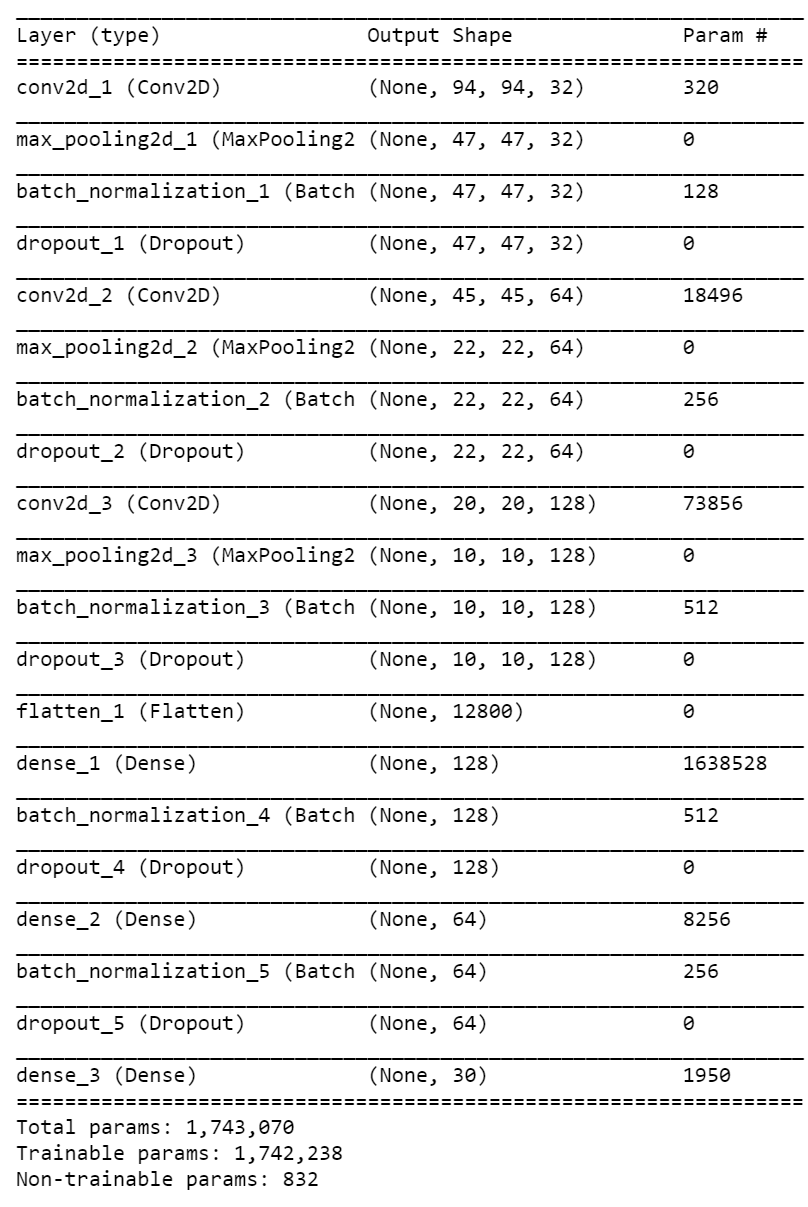 Layer (type) Output Shape Param #
conv2d_1 (Conv2D) (None, 94, 94, 32) 320
max_pooling2d_1 (MaxPooling2 (None, 47, 47, 32) 0
batch_normalization_1 (Batch (None, 47, 47, 32) 128
dropout_1 (Dropout) (None, 47, 47, 32) 0
conv2d_2 (Conv2D) (None, 45, 45, 64) 18496
max_pooling2d_2 (MaxPooling2 (None, 22, 22, 64) 0
batch_normalization_2 (Batch (None, 22, 22, 64) 256
dropout_2 (Dropout) (None, 22, 22, 64) 0
conv2d_3 (Conv2D) (None, 20, 20, 128) 73856
max_pooling2d_3 (MaxPooling2 (None, 10, 10, 128) 0
batch_normalization_3 (Batch (None, 10, 10, 128) 512
dropout_3 (Dropout) (None, 10, 10, 128) 0
flatten_1 (Flatten) (None, 12800) 0
dense_1 (Dense) (None, 128) 1638528
batch_normalization_4 (Batch (None, 128) 512
dropout_4 (Dropout) (None, 128) 0
dense_2 (Dense) (None, 64) 8256
batch_normalization_5 (Batch (None, 64) 256
dropout_5 (Dropout) (None, 64) 0
dense_3 (Dense) (None, 30) 1950
Total params: 1,743,070
Trainable params: 1,742,238
Non-trainable params: 832